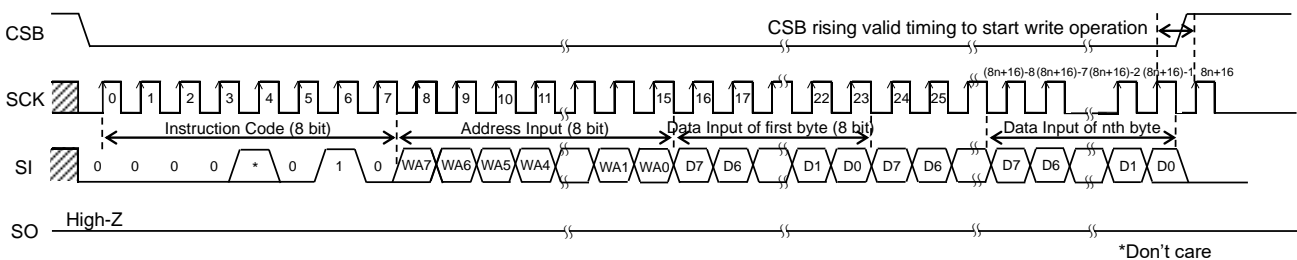 CSB
CSB rising valid timing to start write operation
(8n+16)-8 (8n+16)-7 (8n+16)-2 (8n+16)-1 8n+16
SCK 0 1 2 3 4 5 6 7 8 9 10 11 15 16 17 22 23 24 25
Instruction Code (8 bit) Address Input (8 bit) Data Input of first byte (8 bit) Data Input of nth byte
SI 0 0 0 0 * 0 1 0 WA7 WA6 WA5 WA4 WA1 WA0 D7 D6 D1 D0 D7 D6 D7 D6 D1 D0
High-Z
SO
*Don't care